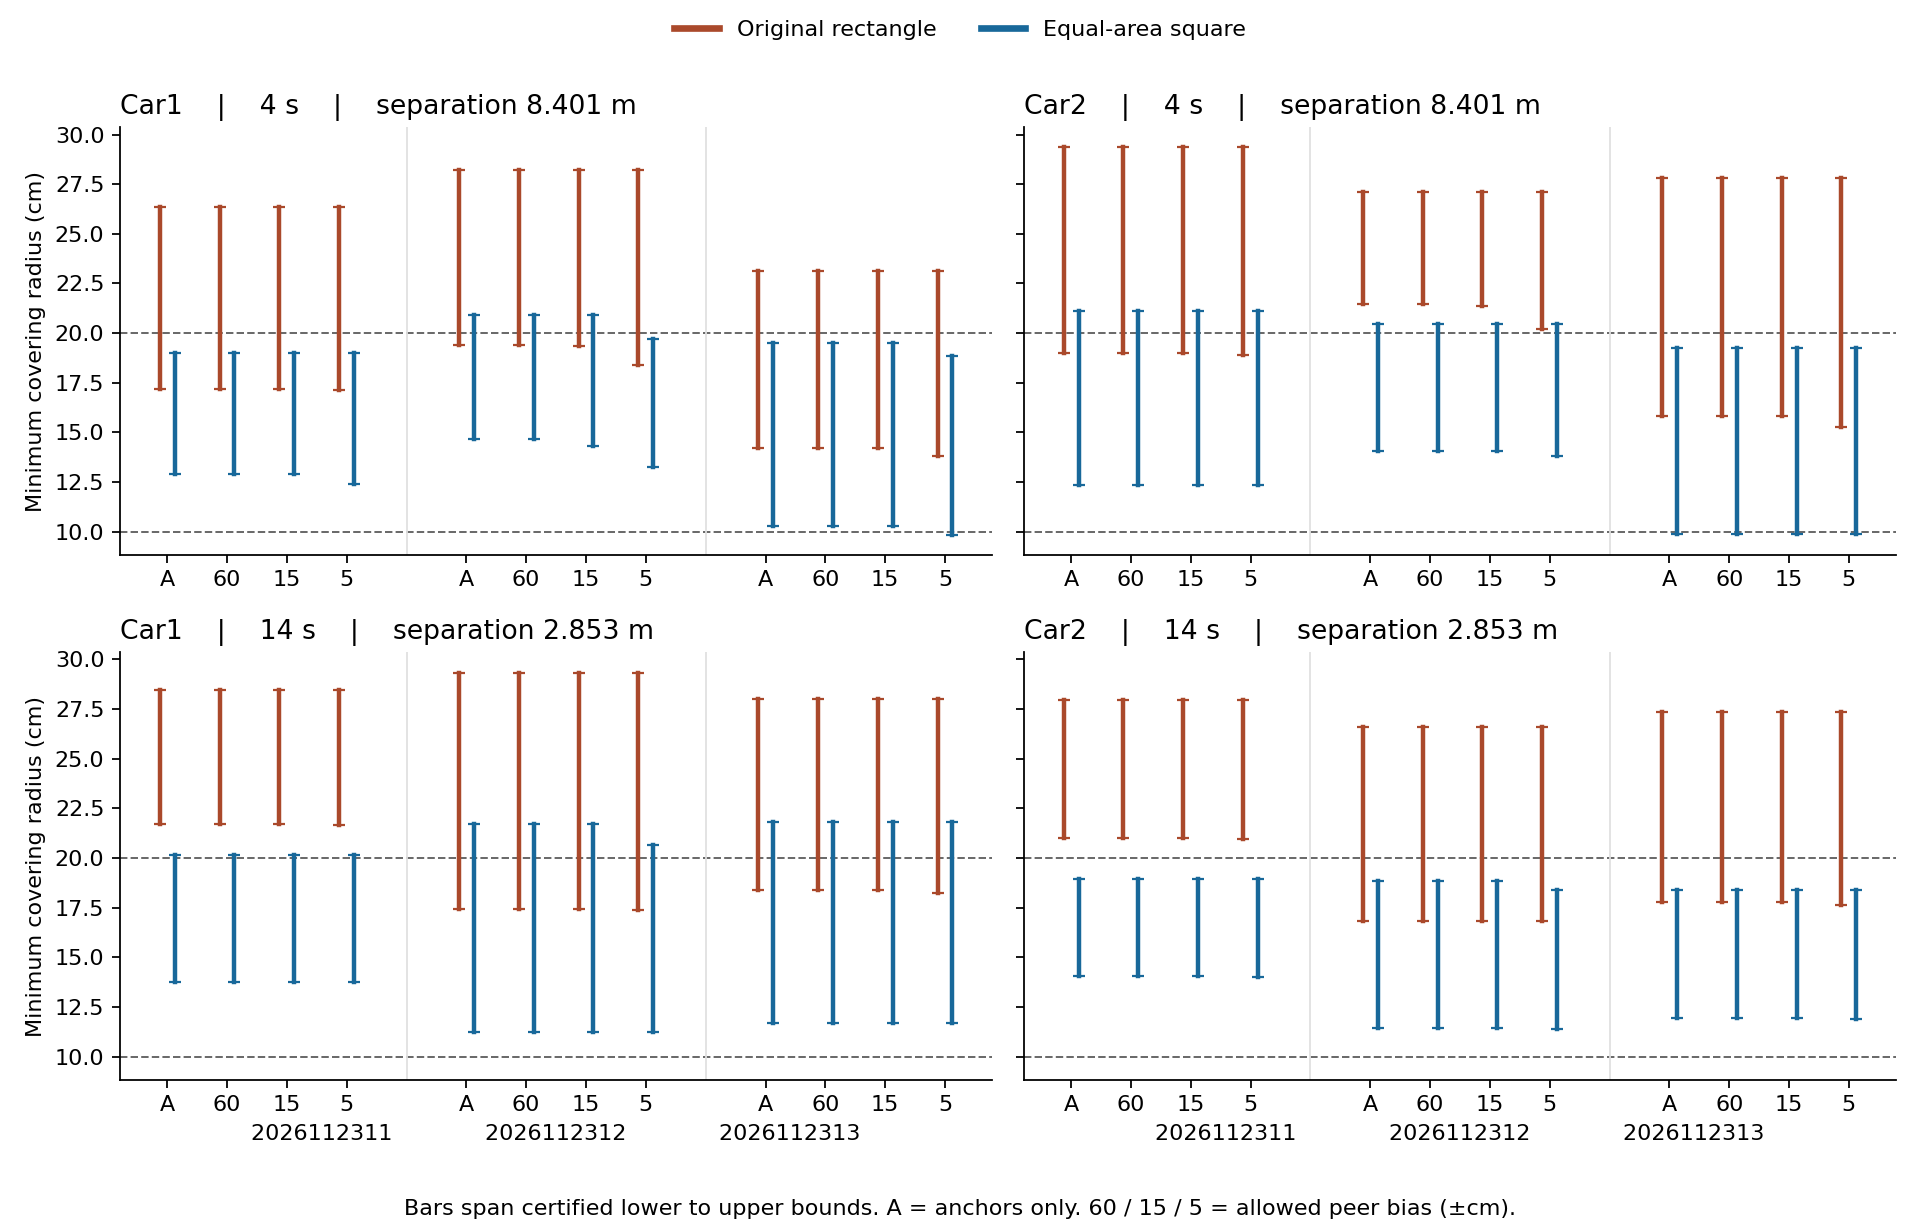 Original rectangle    Equal-area square
Car1    |    4 s    |    separation 8.401 m
Car2    |    4 s    |    separation 8.401 m
Minimum covering radius (cm)
30.0
27.5
25.0
22.5
20.0
17.5
15.0
12.5
10.0
A 60 15 5 A 60 15 5 A 60 15 5
A 60 15 5 A 60 15 5 A 60 15 5
Car1    |    14 s    |    separation 2.853 m
Car2    |    14 s    |    separation 2.853 m
Minimum covering radius (cm)
30.0
27.5
25.0
22.5
20.0
17.5
15.0
12.5
10.0
A 60 15 5 A 60 15 5 A 60 15 5
2026112311 2026112312 2026112313
A 60 15 5 A 60 15 5 A 60 15 5
2026112311 2026112312 2026112313
Bars span certified lower to upper bounds. A = anchors only. 60 / 15 / 5 = allowed peer bias (±cm).